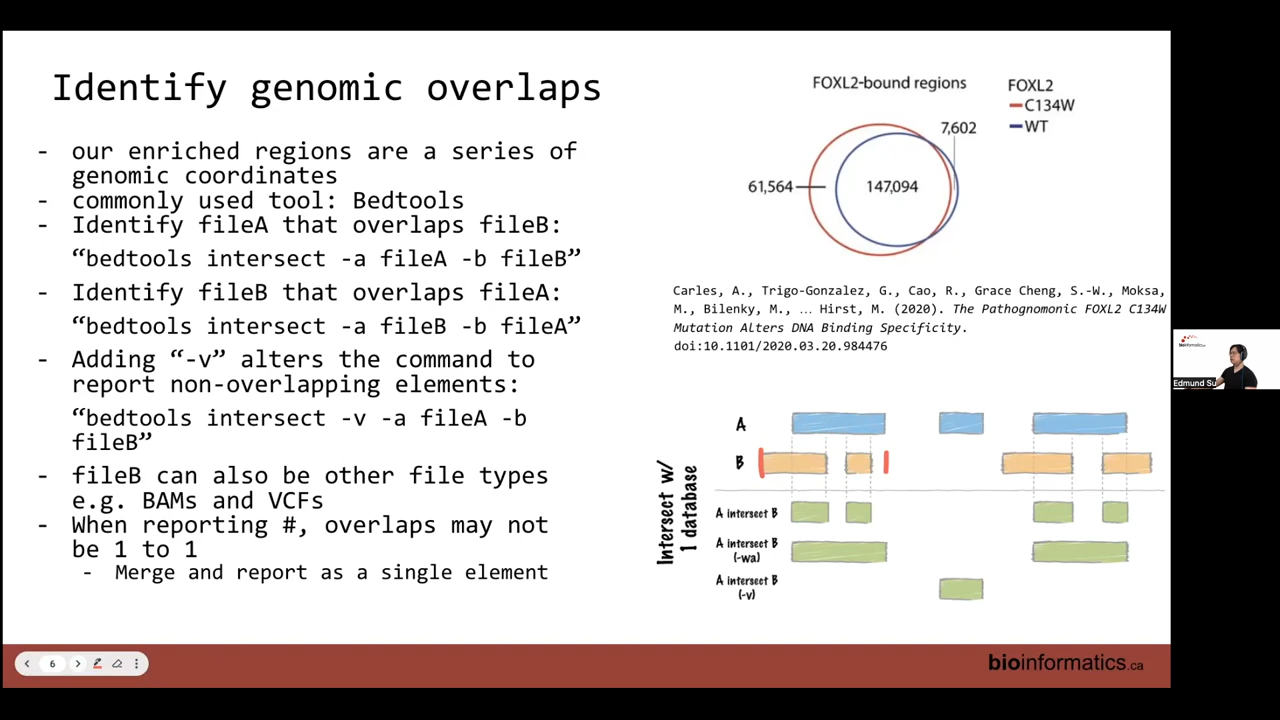 Identify genomic overlaps
- our enriched regions are a series of
genomic coordinates
- commonly used tool: Bedtools
- Identify fileA that overlaps fileB:
“bedtools intersect -a fileA -b fileB”
- Identify fileB that overlaps fileA:
“bedtools intersect -a fileB -b fileA”
- Adding “-v” alters the command to
report non-overlapping elements:
“bedtools intersect -v -a fileA -b
fileB”
- fileB can also be other file types
e.g. BAMs and VCFs
- When reporting #, overlaps may not
be 1 to 1
- Merge and report as a single element
FOXL2-bound regions
FOXL2
C134W
WT
7,602
61,564
147,094
Carles, A., Trigo-Gonzalez, G., Cao, R., Grace Cheng, S.-W., Moksa,
M., Bilenky, M., … Hirst, M. (2020). The Pathognomonic FOXL2 C134W
Mutation Alters DNA Binding Specificity.
doi:10.1101/2020.03.20.984476
Intersect w/
1 database
A
B
A intersect B
A intersect B
(-wa)
A intersect B
(-v)
6
bioinformatics.ca
bioinformatics.ca
Edmund Su